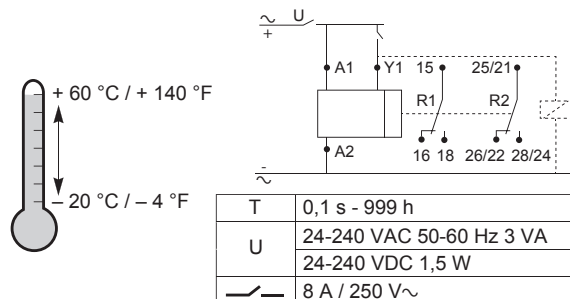 ~ U
+
A1 Y1 15 25/21
+ 60 °C / + 140 °F
R1 R2
A2 16 18 26/22 28/24
– 20 °C / – 4 °F
-
~
T 0,1 s - 999 h
U 24-240 VAC 50-60 Hz 3 VA
24-240 VDC 1,5 W
8 A / 250 V~